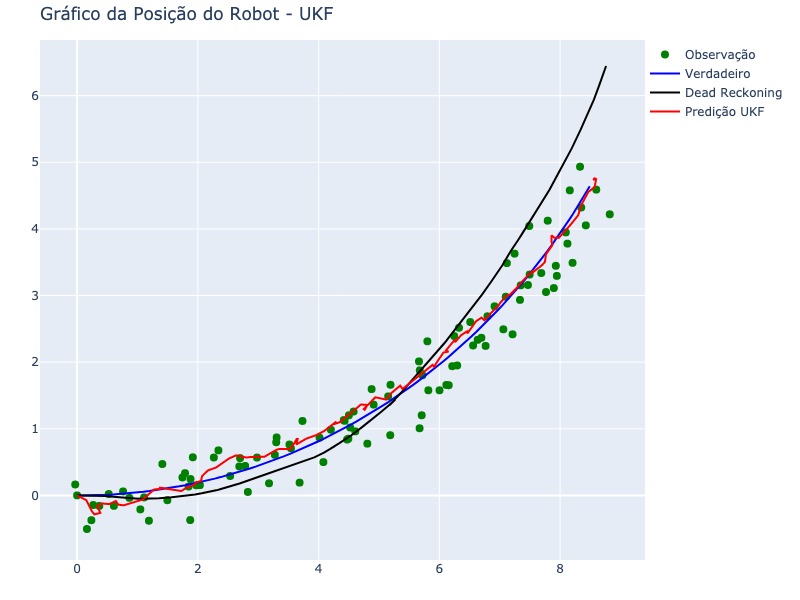 Gráfico da Posição do Robot - UKF
Observação
Verdadeiro
Dead Reckoning
Predição UKF
6
5
4
3
2
1
0
0 2 4 6 8